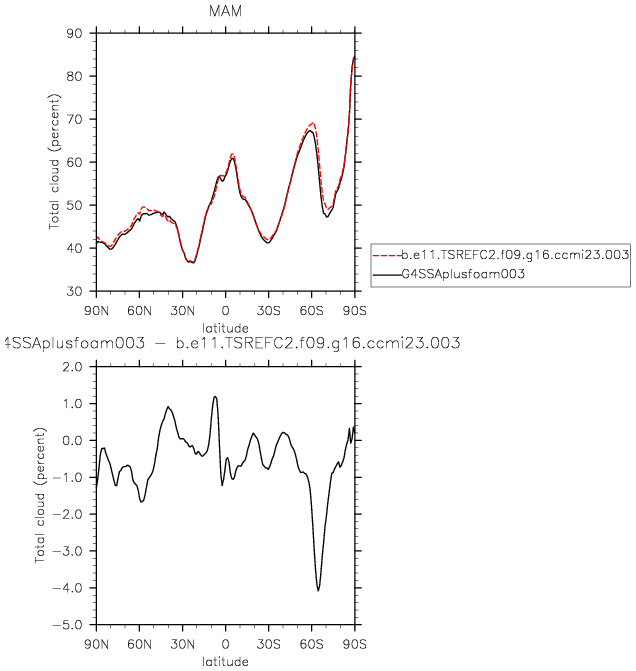 MAM
90
80
70
60
50
40
30
Total cloud (percent)
90N 60N 30N 0 30S 60S 90S
latitude
b.e11.TSREFC2.f09.g16.ccmi23.003
G4SSAplusfoam003
4SSAplusfoam003 – b.e11.TSREFC2.f09.g16.ccmi23.003
2.0
1.0
0.0
−1.0
−2.0
−3.0
−4.0
−5.0
Total cloud (percent)
90N 60N 30N 0 30S 60S 90S
latitude